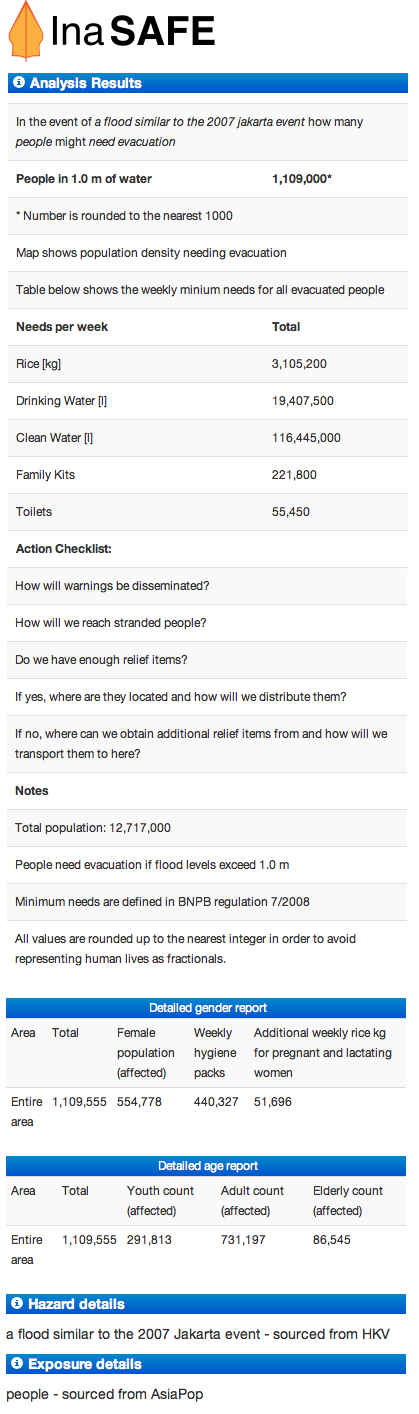 InaSAFE
Analysis Results
In the event of a flood similar to the 2007 jakarta event how many
people might need evacuation
People in 1.0 m of water 1,109,000*
* Number is rounded to the nearest 1000
Map shows population density needing evacuation
Table below shows the weekly minium needs for all evacuated people
Needs per week Total
Rice [kg] 3,105,200
Drinking Water [l] 19,407,500
Clean Water [l] 116,445,000
Family Kits 221,800
Toilets 55,450
Action Checklist:
How will warnings be disseminated?
How will we reach stranded people?
Do we have enough relief items?
If yes, where are they located and how will we distribute them?
If no, where can we obtain additional relief items from and how will we
transport them to here?
Notes
Total population: 12,717,000
People need evacuation if flood levels exceed 1.0 m
Minimum needs are defined in BNPB regulation 7/2008
All values are rounded up to the nearest integer in order to avoid
representing human lives as fractionals.
Detailed gender report
Area Total Female Weekly Additional weekly rice kg
population hygiene for pregnant and lactating
(affected) packs women
Entire 1,109,555 554,778 440,327 51,696
area
Detailed age report
Area Total Youth count Adult count Elderly count
(affected) (affected) (affected)
Entire 1,109,555 291,813 731,197 86,545
area
Hazard details
a flood similar to the 2007 Jakarta event - sourced from HKV
Exposure details
people - sourced from AsiaPop